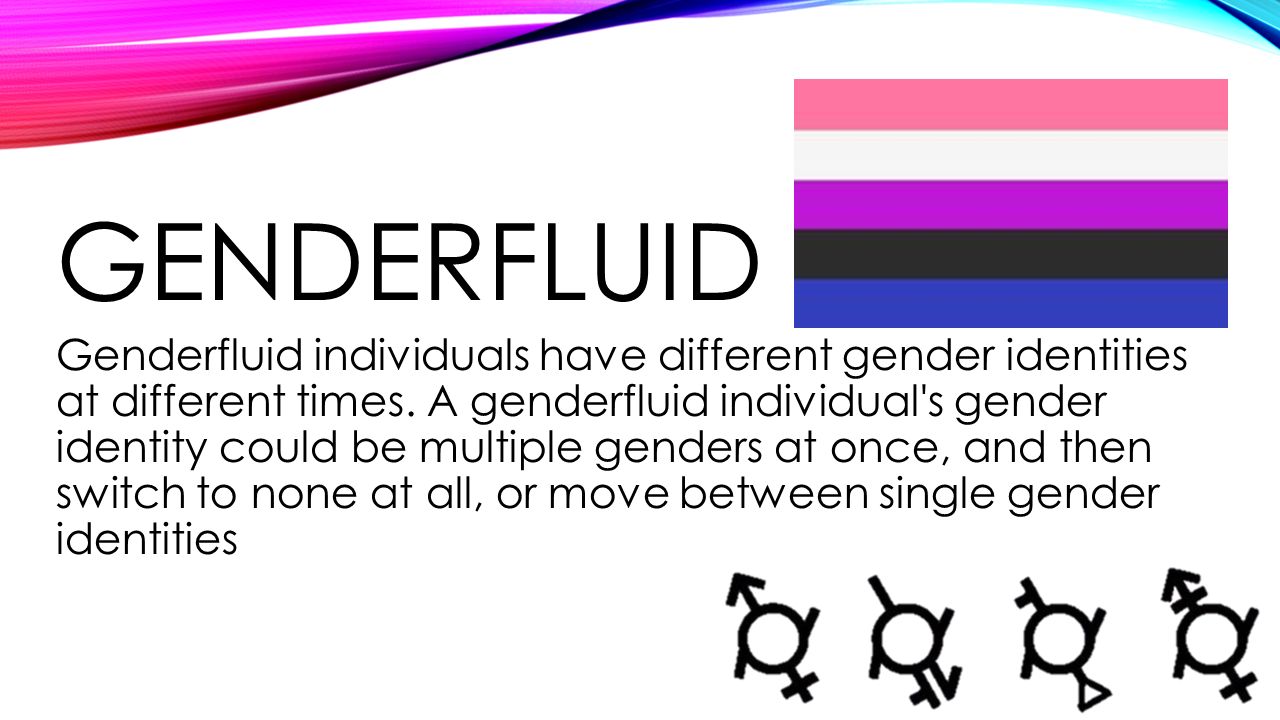 GENDERFLUID
Genderfluid individuals have different gender identities
at different times. A genderfluid individual's gender
identity could be multiple genders at once, and then
switch to none at all, or move between single gender
identities